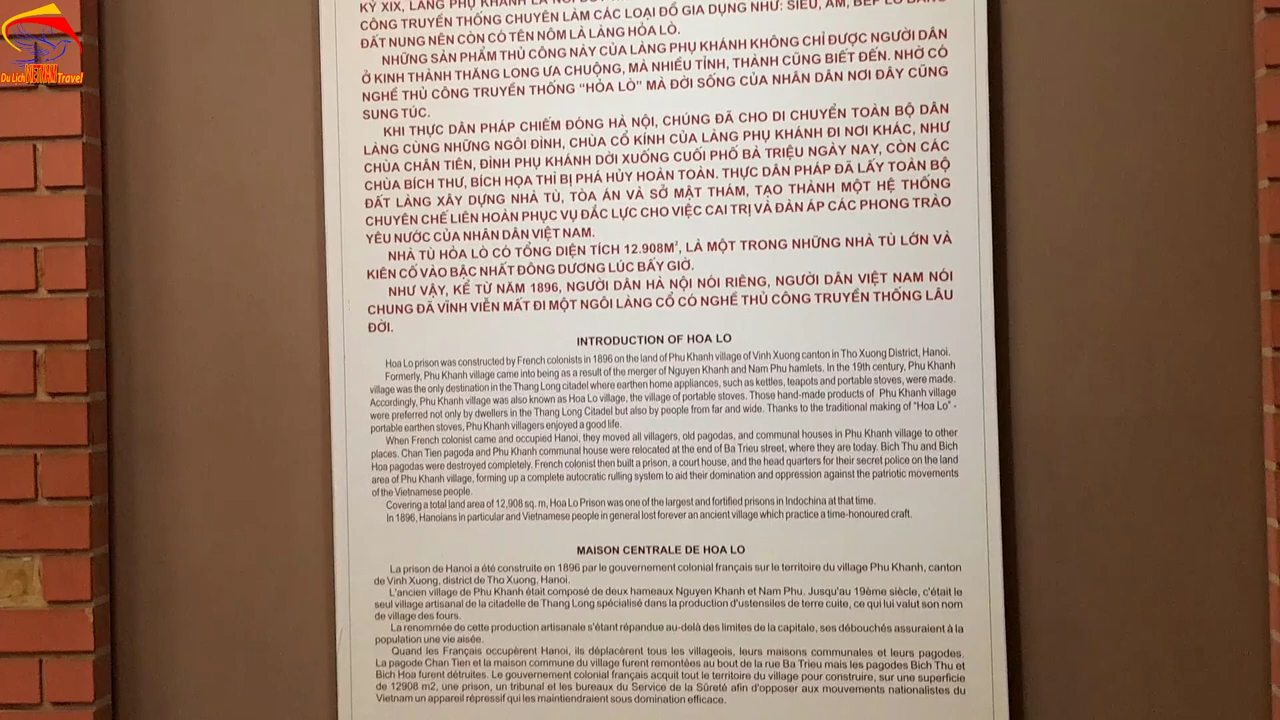 Du Lịch VIETNAM Travel
KỶ XIX, LÀNG PHỤ KHÁNH LÀ NƠI DUY
CÔNG TRUYỀN THỐNG CHUYÊN LÀM CÁC LOẠI ĐỒ GIA DỤNG NHƯ: SIÊU, ẤM, BẾP LÒ BẰNG
ĐẤT NUNG NÊN CÒN CÓ TÊN NÔM LÀ LÀNG HỎA LÒ.
NHỮNG SẢN PHẨM THỦ CÔNG NÀY CỦA LÀNG PHỤ KHÁNH KHÔNG CHỈ ĐƯỢC NGƯỜI DÂN
Ở KINH THÀNH THĂNG LONG ƯA CHUỘNG, MÀ NHIỀU TỈNH, THÀNH CŨNG BIẾT ĐẾN. NHỜ CÓ
NGHỀ THỦ CÔNG TRUYỀN THỐNG "HỎA LÒ" MÀ ĐỜI SỐNG CỦA NHÂN DÂN NƠI ĐÂY CŨNG
SUNG TÚC.
KHI THỰC DÂN PHÁP CHIẾM ĐÓNG HÀ NỘI, CHÚNG ĐÃ CHO DI CHUYỂN TOÀN BỘ DÂN
LÀNG CÙNG NHỮNG NGÔI ĐÌNH, CHÙA CỔ KÍNH CỦA LÀNG PHỤ KHÁNH ĐI NƠI KHÁC, NHƯ
CHÙA CHÂN TIÊN, ĐÌNH PHỤ KHÁNH DỜI XUỐNG CUỐI PHỐ BÀ TRIỆU NGÀY NAY, CÒN CÁC
CHÙA BÍCH THƯ, BÍCH HỌA THÌ BỊ PHÁ HỦY HOÀN TOÀN. THỰC DÂN PHÁP ĐÃ LẤY TOÀN BỘ
ĐẤT LÀNG XÂY DỰNG NHÀ TÙ, TÒA ÁN VÀ SỞ MẬT THÁM, TẠO THÀNH MỘT HỆ THỐNG
CHUYÊN CHẾ LIÊN HOÀN PHỤC VỤ ĐẮC LỰC CHO VIỆC CAI TRỊ VÀ ĐÀN ÁP CÁC PHONG TRÀO
YÊU NƯỚC CỦA NHÂN DÂN VIỆT NAM.
NHÀ TÙ HỎA LÒ CÓ TỔNG DIỆN TÍCH 12.908M², LÀ MỘT TRONG NHỮNG NHÀ TÙ LỚN VÀ
KIÊN CỐ VÀO BẬC NHẤT ĐÔNG DƯƠNG LÚC BẤY GIỜ.
NHƯ VẬY, KỂ TỪ NĂM 1896, NGƯỜI DÂN HÀ NỘI NÓI RIÊNG, NGƯỜI DÂN VIỆT NAM NÓI
CHUNG ĐÃ VĨNH VIỄN MẤT ĐI MỘT NGÔI LÀNG CỔ CÓ NGHỀ THỦ CÔNG TRUYỀN THỐNG LÂU
ĐỜI.
INTRODUCTION OF HOA LO
Hoa Lo prison was constructed by French colonists in 1896 on the land of Phu Khanh village of Vinh Xuong canton in Tho Xuong District, Hanoi.
Formerly, Phu Khanh village came into being as a result of the merger of Nguyen Khanh and Nam Phu hamlets. In the 19th century, Phu Khanh
village was the only destination in the Thang Long citadel where earthen home appliances, such as kettles, teapots and portable stoves, were made.
Accordingly, Phu Khanh village was also known as Hoa Lo village, the village of portable stoves. Those hand-made products of Phu Khanh village
were preferred not only by dwellers in the Thang Long Citadel but also by people from far and wide. Thanks to the traditional making of "Hoa Lo" -
portable earthen stoves, Phu Khanh villagers enjoyed a good life.
When French colonist came and occupied Hanoi, they moved all villagers, old pagodas, and communal houses in Phu Khanh village to other
places. Chan Tien pagoda and Phu Khanh communal house were relocated at the end of Ba Trieu street, where they are today. Bich Thu and Bich
Hoa pagodas were destroyed completely. French colonist then built a prison, a court house, and the head quarters for their secret police on the land
area of Phu Khanh village, forming up a complete autocratic rulling system to aid their domination and oppression against the patriotic movements
of the Vietnamese people.
Covering a total land area of 12,908 sq. m, Hoa Lo Prison was one of the largest and fortified prisons in Indochina at that time.
In 1896, Hanoians in particular and Vietnamese people in general lost forever an ancient village which practice a time-honoured craft.
MAISON CENTRALE DE HOA LO
La prison de Hanoi a été construite en 1896 par le gouvernement colonial français sur le territoire du village Phu Khanh, canton
de Vinh Xuong, district de Tho Xuong, Hanoi.
L'ancien village de Phu Khanh était composé de deux hameaux Nguyen Khanh et Nam Phu. Jusqu'au 19ème siècle, c'était le
seul village artisanal de la citadelle de Thang Long spécialisé dans la production d'ustensiles de terre cuite, ce qui lui valut son nom
de village des fours.
La renommée de cette production artisanale s'étant répandue au-delà des limites de la capitale, ses débouchés assuraient à la
population une vie aisée.
Quand les Français occupèrent Hanoi, ils déplacèrent tous les villageois, leurs maisons communales et leurs pagodes.
La pagode Chan Tien et la maison commune du village furent remontées au bout de la rue Ba Trieu mais les pagodes Bich Thu et
Bich Hoa furent détruites. Le gouvernement colonial français acquit tout le territoire du village pour construire, sur une superficie
de 12908 m2, une prison, un tribunal et les bureaux du Service de la Sûreté afin d'opposer aux mouvements nationalistes du
Vietnam un appareil répressif qui les maintiendraient sous domination efficace.